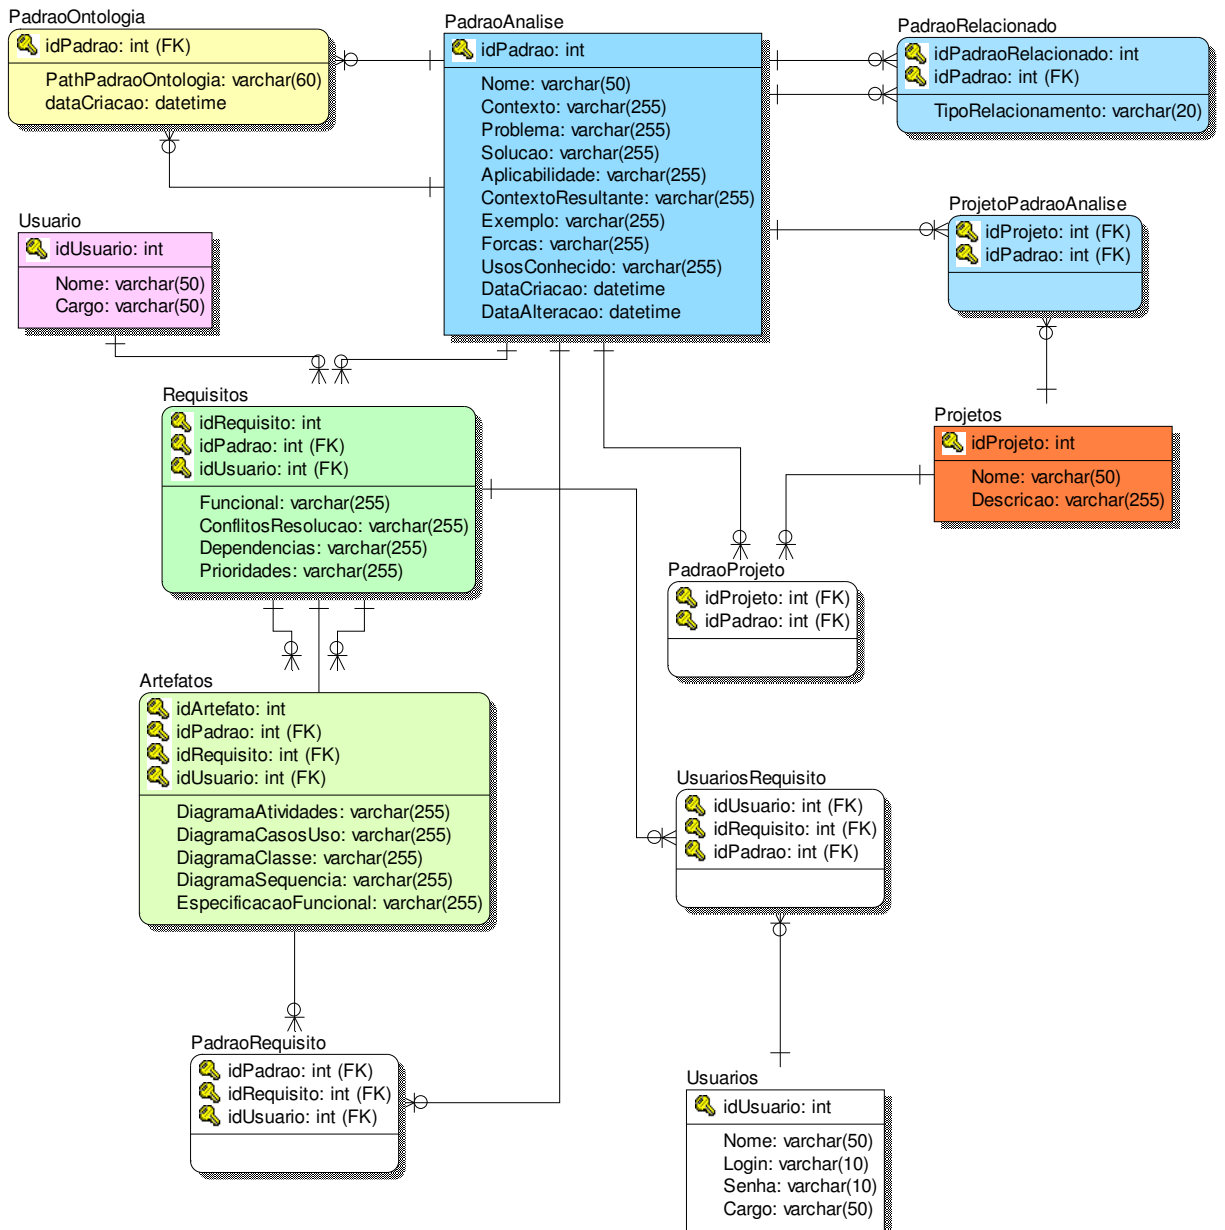 PadraoOntologia
idPadrao: int (FK)
PathPadraoOntologia: varchar(60)
dataCriacao: datetime
PadraoAnalise
idPadrao: int
Nome: varchar(50)
Contexto: varchar(255)
Problema: varchar(255)
Solucao: varchar(255)
Aplicabilidade: varchar(255)
ContextoResultante: varchar(255)
Exemplo: varchar(255)
Forcas: varchar(255)
UsosConhecido: varchar(255)
DataCriacao: datetime
DataAlteracao: datetime
PadraoRelacionado
idPadraoRelacionado: int
idPadrao: int (FK)
TipoRelacionamento: varchar(20)
ProjetoPadraoAnalise
idProjeto: int (FK)
idPadrao: int (FK)
Usuario
idUsuario: int
Nome: varchar(50)
Cargo: varchar(50)
Requisitos
idRequisito: int
idPadrao: int (FK)
idUsuario: int (FK)
Funcional: varchar(255)
ConflitosResolucao: varchar(255)
Dependencias: varchar(255)
Prioridades: varchar(255)
Projetos
idProjeto: int
Nome: varchar(50)
Descricao: varchar(255)
PadraoProjeto
idProjeto: int (FK)
idPadrao: int (FK)
Artefatos
idArtefato: int
idPadrao: int (FK)
idRequisito: int (FK)
idUsuario: int (FK)
DiagramaAtividades: varchar(255)
DiagramaCasosUso: varchar(255)
DiagramaClasse: varchar(255)
DiagramaSequencia: varchar(255)
EspecificacaoFuncional: varchar(255)
UsuariosRequisito
idUsuario: int (FK)
idRequisito: int (FK)
idPadrao: int (FK)
PadraoRequisito
idPadrao: int (FK)
idRequisito: int (FK)
idUsuario: int (FK)
Usuarios
idUsuario: int
Nome: varchar(50)
Login: varchar(10)
Senha: varchar(10)
Cargo: varchar(50)